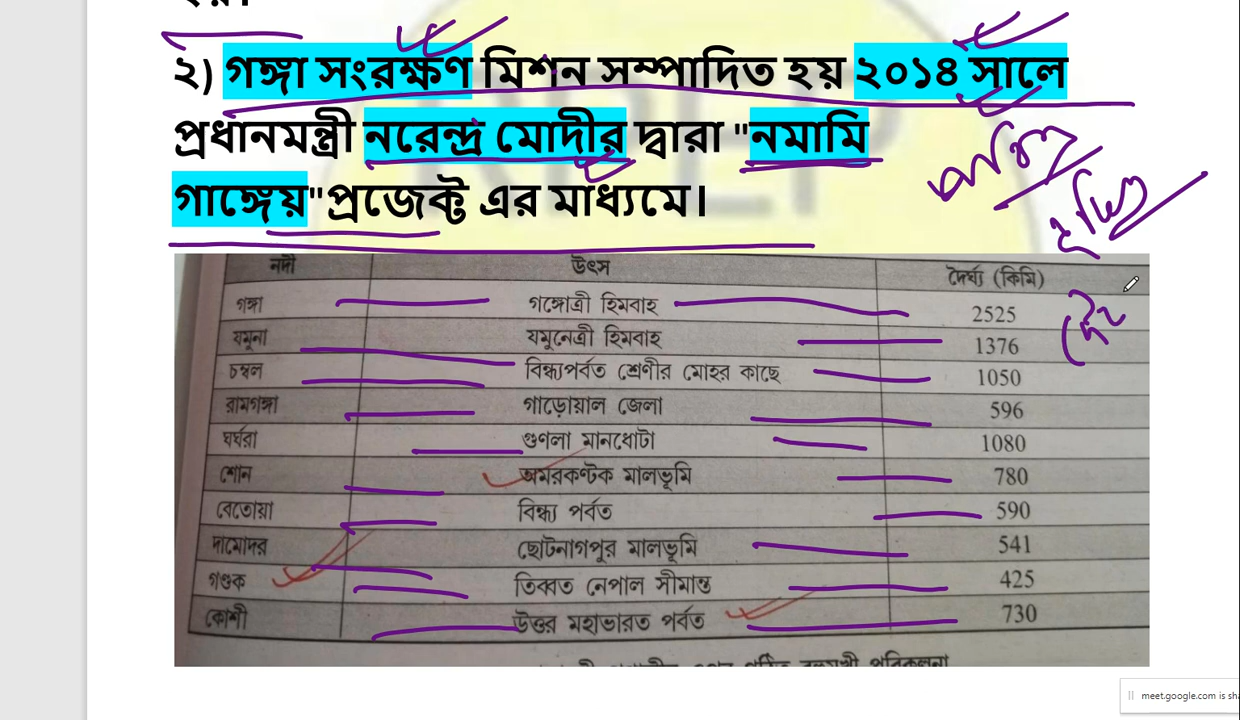 ২) গঙ্গা সংরক্ষণ মিশন সম্পাদিত হয় ২০১৪ সালে
প্রধানমন্ত্রী নরেন্দ্র মোদীর দ্বারা "নমামি
গাঙ্গেয়"প্রজেক্ট এর মাধ্যমে।
নদী উৎস দৈর্ঘ্য (কিমি)
গঙ্গা গঙ্গোত্রী হিমবাহ 2525
যমুনা যমুনেত্রী হিমবাহ 1376
চম্বল বিন্ধ্যপর্বত শ্রেণীর মোহর কাছে 1050
রামগঙ্গা গাড়োয়াল জেলা 596
ঘর্ঘরা গুণলা মানধোটা 1080
শোন অমরকণ্টক মালভূমি 780
বেতোয়া বিন্ধ্য পর্বত 590
দামোদর ছোটনাগপুর মালভূমি 541
গণ্ডক তিব্বত নেপাল সীমান্ত 425
কোশী উত্তর মহাভারত পর্বত 730
meet.google.com is sha